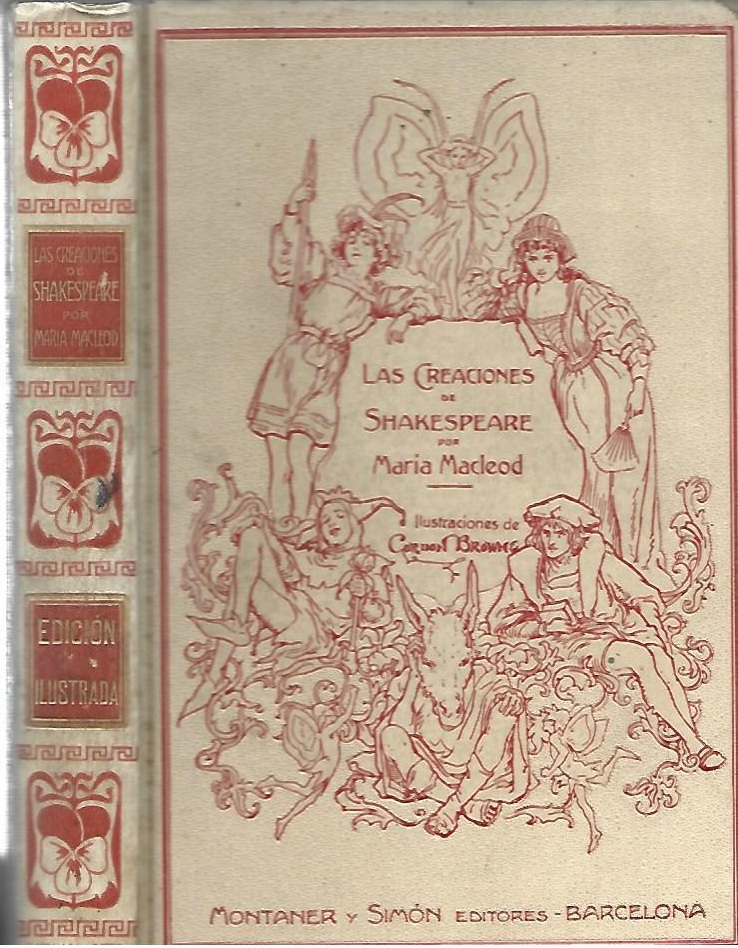 LAS CREACIONES
DE
SHAKESPEARE
POR
MARIA MACLEOD
EDICIÓN
ILUSTRADA
LAS CREACIONES
DE
SHAKESPEARE
POR
Maria Macleod
Ilustraciones de
GORDON BROWNE
MONTANER Y SIMÓN EDITORES - BARCELONA